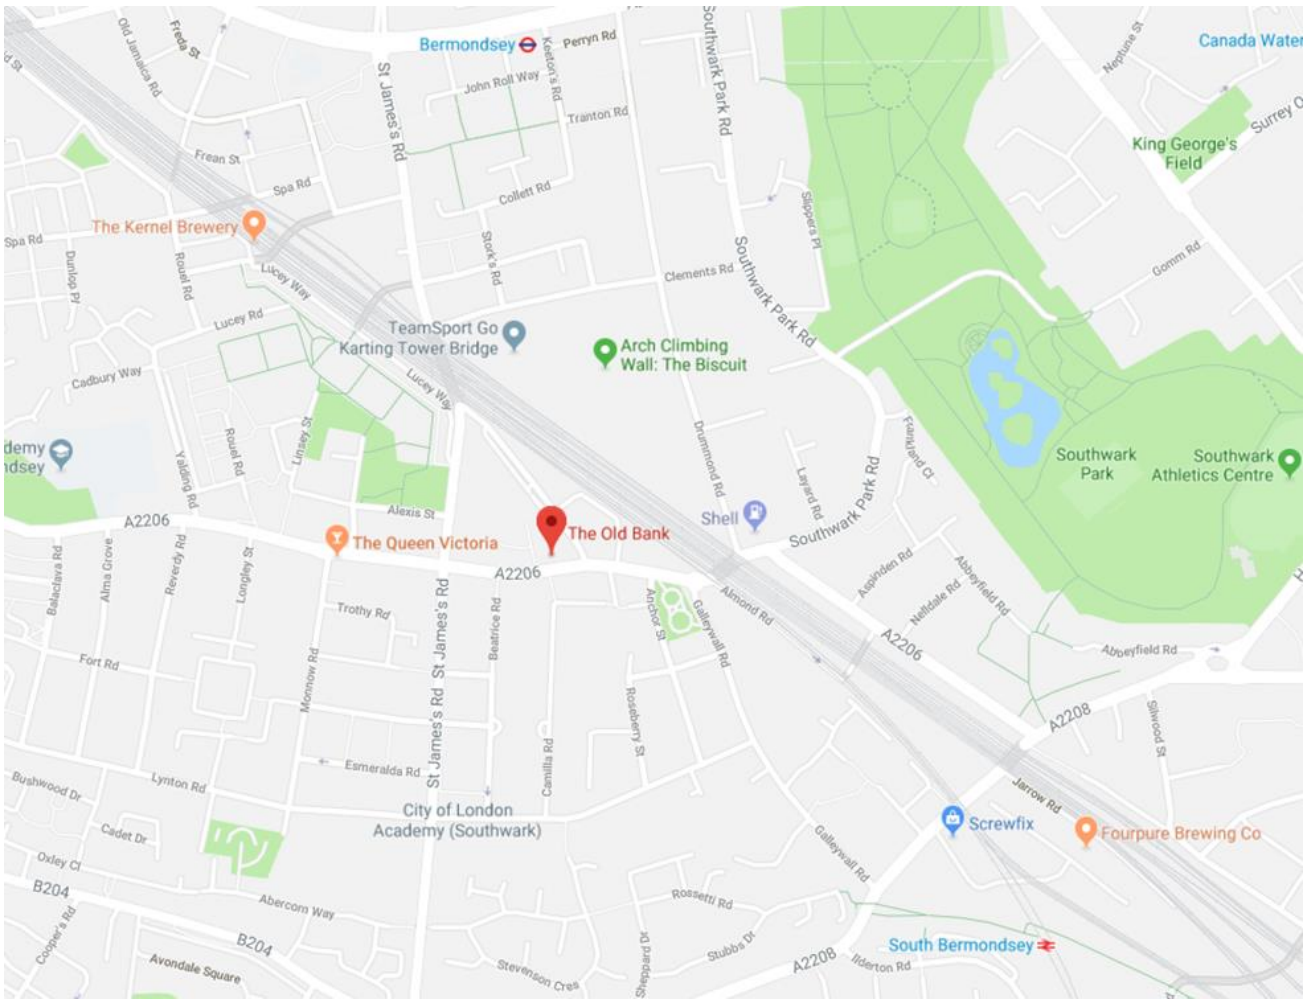 Bermondsey
Perryn Rd
Old Jamaica Rd
Freda St
Keeton's Rd
John Roll Way
St James's Rd
Southwark Park Rd
Neptune St
Canada Water
Tranton Rd
Surrey
King George's
Field
Frean St
Spa Rd
Collett Rd
Slippers Pl
The Kernel Brewery
Spa Rd
Dunlop Pl
Rouel Rd
Lucey Way
Stork's Rd
Clements Rd
Southwark Park Rd
Gomm Rd
Lucey Rd
TeamSport Go
Karting Tower Bridge
Arch Climbing
Wall: The Biscuit
Cadbury Way
Lucey Way
Linsey St
Rouel Rd
Yalding Rd
Drummond Rd
Layard Rd
Frankland Cl
Southwark Park Rd
Southwark
Park
Southwark
Athletics Centre
demy
ndsey
A2206
Alexis St
The Queen Victoria
The Old Bank
Shell
A2206
Balaclava Rd
Alma Grove
Reverdy Rd
Longley St
Trothy Rd
Monnow Rd
St James's Rd
Beatrice Rd
Anchor St
Galleywall Rd
Almond Rd
Aspinden Rd
Nelldale Rd
Abbeyfield Rd
A2206
Abbeyfield Rd
Fort Rd
St James's Rd
Camilla Rd
Roseberry St
A2208
Silwood St
Lynton Rd
Esmeralda Rd
Bushwood Dr
Cadet Dr
City of London
Academy (Southwark)
Jarrow Rd
Screwfix
Fourpure Brewing Co
Galleywall Rd
Oxley Cl
B204
Abercorn Way
Cooper's Rd
B204
Avondale Square
Rossetti Rd
Stubbs Dr
Sheppard Dr
Stevenson Cres
A2208
Ilderton Rd
South Bermondsey